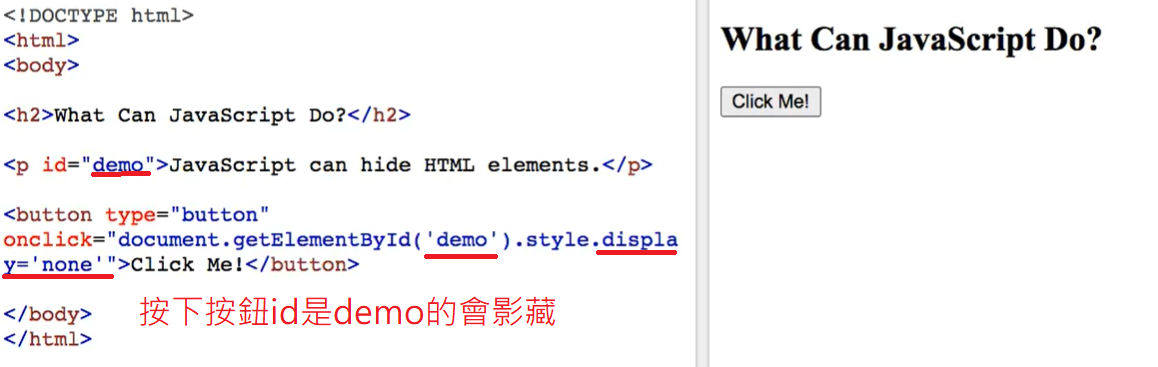 <!DOCTYPE html>
<html>
<body>
<h2>What Can JavaScript Do?</h2>
<p id="demo">JavaScript can hide HTML elements.</p>
<button type="button"
onclick="document.getElementById('demo').style.displa
y='none'">Click Me!</button>
按下按鈕id是demo的會影藏
</body>
</html>
What Can JavaScript Do?
Click Me!